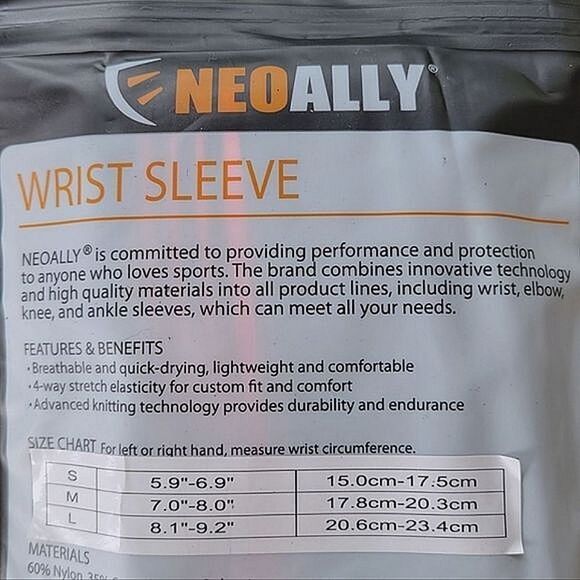 NEOALLY®
WRIST SLEEVE
NEOALLY® is committed to providing performance and protection
to anyone who loves sports. The brand combines innovative technology
and high quality materials into all product lines, including wrist, elbow,
knee, and ankle sleeves, which can meet all your needs.
FEATURES & BENEFITS
·Breathable and quick-drying, lightweight and comfortable
·4-way stretch elasticity for custom fit and comfort
·Advanced knitting technology provides durability and endurance
SIZE CHART For left or right hand, measure wrist circumference.
S 5.9"-6.9" 15.0cm-17.5cm
M 7.0"-8.0" 17.8cm-20.3cm
L 8.1"-9.2" 20.6cm-23.4cm
MATERIALS
60% Nylon 35%